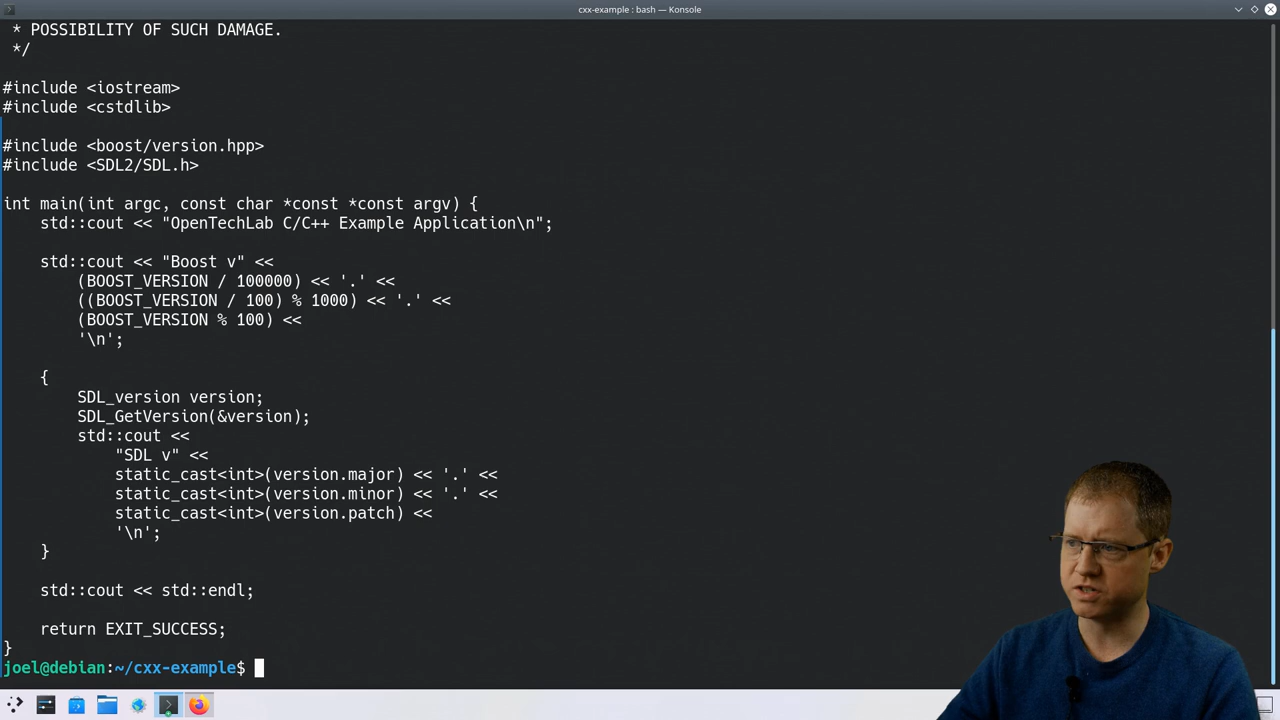 cxx-example : bash — Konsole
 * POSSIBILITY OF SUCH DAMAGE.
 */

#include <iostream>
#include <cstdlib>

#include <boost/version.hpp>
#include <SDL2/SDL.h>

int main(int argc, const char *const *const argv) {
    std::cout << "OpenTechLab C/C++ Example Application\n";

    std::cout << "Boost v" <<
        (BOOST_VERSION / 100000) << '.' <<
        ((BOOST_VERSION / 100) % 1000) << '.' <<
        (BOOST_VERSION % 100) <<
        '\n';

    {
        SDL_version version;
        SDL_GetVersion(&version);
        std::cout <<
            "SDL v" <<
            static_cast<int>(version.major) << '.' <<
            static_cast<int>(version.minor) << '.' <<
            static_cast<int>(version.patch) <<
            '\n';
    }

    std::cout << std::endl;

    return EXIT_SUCCESS;
}
joel@debian:~/cxx-example$